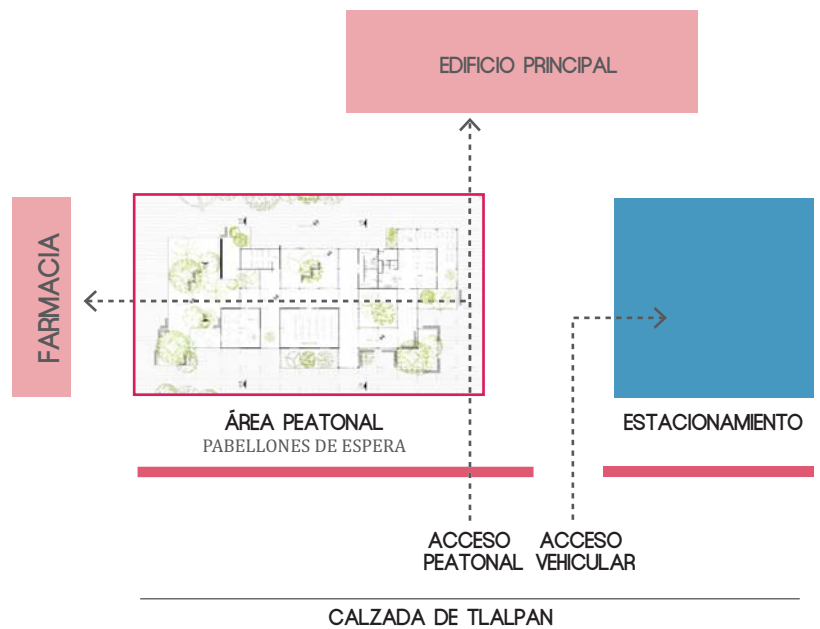 EDIFICIO PRINCIPAL
FARMACIA
ÁREA PEATONAL
PABELLONES DE ESPERA
ESTACIONAMIENTO
ACCESO
PEATONAL
ACCESO
VEHICULAR
CALZADA DE TLALPAN